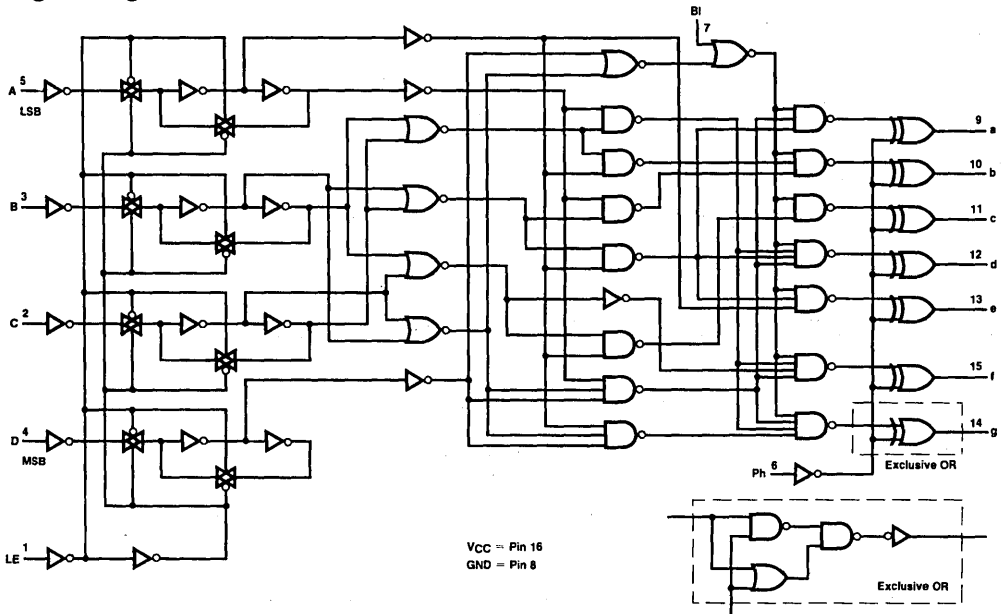 BI
7
A 5
LSB
9
a
10
b
B 3
11
c
12
d
13
e
C 2
15
f
D 4
MSB
14
g
Exclusive OR
Ph 6
LE 1
VCC = Pin 16
GND = Pin 8
Exclusive OR